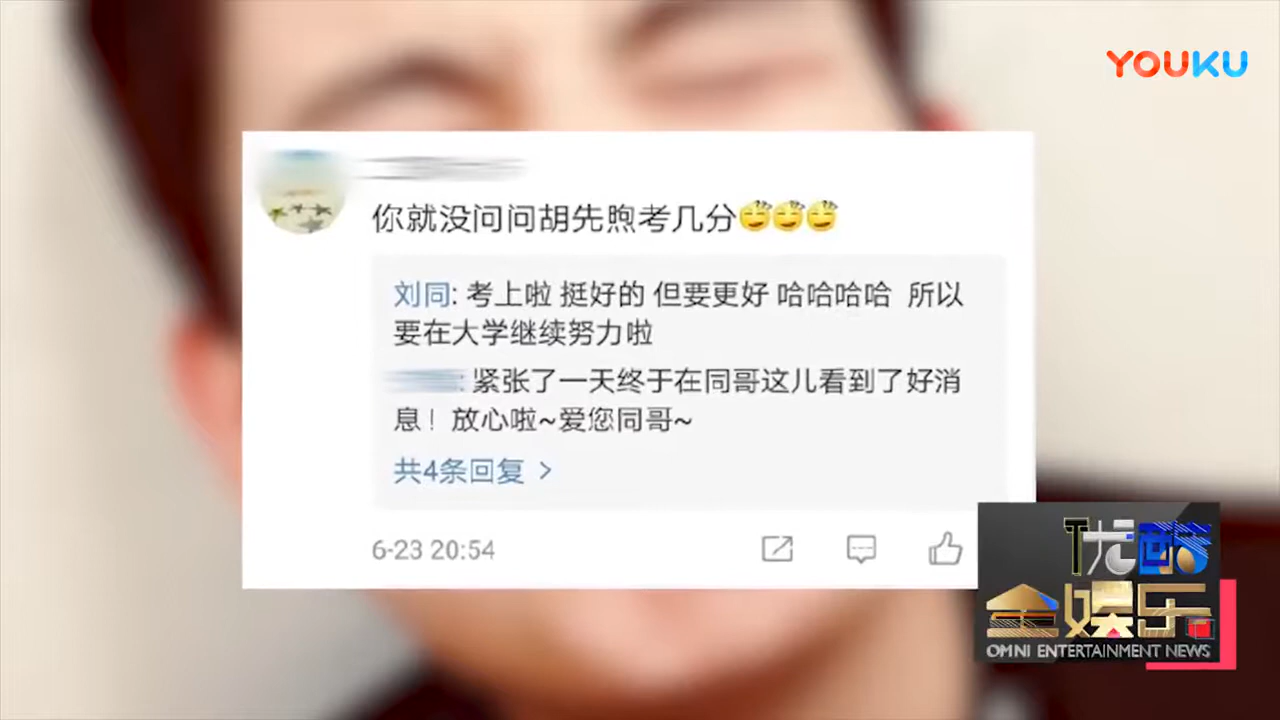 YOUKU
你就没问问胡先煦考几分
刘同: 考上啦 挺好的 但要更好 哈哈哈哈 所以
要在大学继续努力啦
: 紧张了一天终于在同哥这儿看到了好消
息！放心啦~爱您同哥~
共4条回复 >
6-23 20:54
优酷
全娱乐
OMNI ENTERTAINMENT NEWS